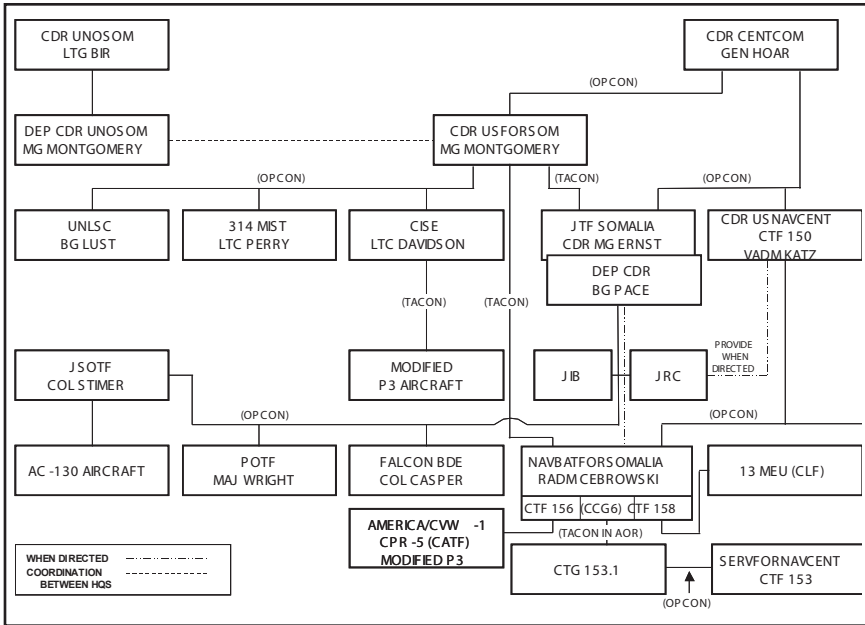 CDR UNOSOM
LTG BIR
CDR CENTCOM
GEN HOAR
(OPCON)
DEP CDR UNOSOM
MG MONTGOMERY
CDR USFORSOM
MG MONTGOMERY
(OPCON)
(TACON)
(OPCON)
UNLSC
BG LUST
314 MIST
LTC PERRY
CISE
LTC DAVIDSON
JTF SOMALIA
CDR MG ERNST
CDR USNAVCENT
CTF 150
VADM KATZ
DEP CDR
BG PACE
(TACON)
(TACON)
JSOTF
COL STIMER
MODIFIED
P3 AIRCRAFT
JIB
JRC
PROVIDE
WHEN
DIRECTED
(OPCON)
(OPCON)
AC -130 AIRCRAFT
POTF
MAJ WRIGHT
FALCON BDE
COL CASPER
NAVBATFORSOMALIA
RADM CEBROWSKI
13 MEU (CLF)
CTF 156 (CCG6) CTF 158
AMERICA/CVW -1
CPR -5 (CATF)
MODIFIED P3
(TACON IN AOR)
CTG 153.1
SERVFORNAVCENT
CTF 153
(OPCON)
WHEN DIRECTED
COORDINATION
BETWEEN HQS